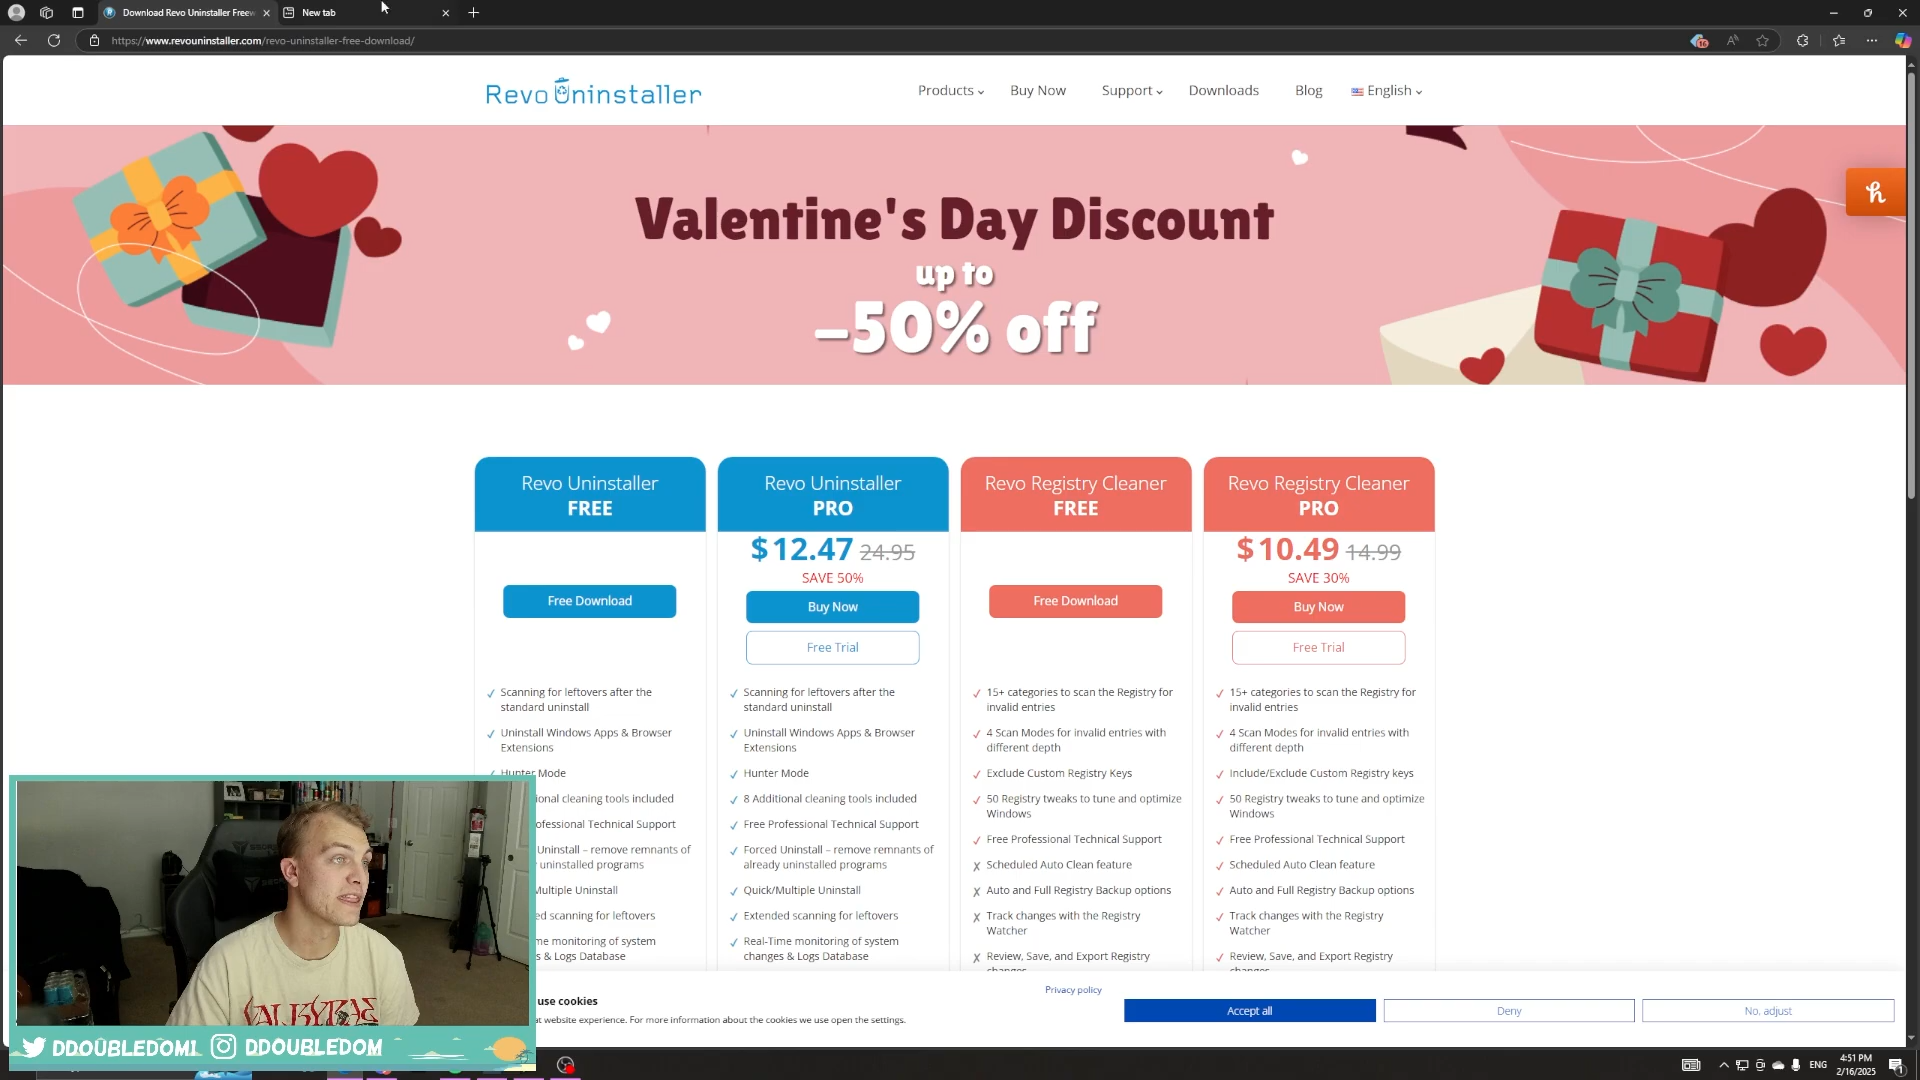 Download Revo Uninstaller Freew
New tab
https://www.revouninstaller.com/revo-uninstaller-free-download/
16
Revo Uninstaller
Products
Buy Now
Support
Downloads
Blog
English
Valentine's Day Discount
up to
-50% off
Revo Uninstaller
FREE
Free Download
Scanning for leftovers after the
standard uninstall
Uninstall Windows Apps & Browser
Extensions
Hunter Mode
ional cleaning tools included
ofessional Technical Support
Uninstall – remove remnants of
uninstalled programs
Multiple Uninstall
ed scanning for leftovers
me monitoring of system
s & Logs Database
Revo Uninstaller
PRO
$12.47 24.95
SAVE 50%
Buy Now
Free Trial
Scanning for leftovers after the
standard uninstall
Uninstall Windows Apps & Browser
Extensions
Hunter Mode
8 Additional cleaning tools included
Free Professional Technical Support
Forced Uninstall – remove remnants of
already uninstalled programs
Quick/Multiple Uninstall
Extended scanning for leftovers
Real-Time monitoring of system
changes & Logs Database
Revo Registry Cleaner
FREE
Free Download
15+ categories to scan the Registry for
invalid entries
4 Scan Modes for invalid entries with
different depth
Exclude Custom Registry Keys
50 Registry tweaks to tune and optimize
Windows
Free Professional Technical Support
Scheduled Auto Clean feature
Auto and Full Registry Backup options
Track changes with the Registry
Watcher
Review, Save, and Export Registry
changes
Revo Registry Cleaner
PRO
$10.49 14.99
SAVE 30%
Buy Now
Free Trial
15+ categories to scan the Registry for
invalid entries
4 Scan Modes for invalid entries with
different depth
Include/Exclude Custom Registry keys
50 Registry tweaks to tune and optimize
Windows
Free Professional Technical Support
Scheduled Auto Clean feature
Auto and Full Registry Backup options
Track changes with the Registry
Watcher
Review, Save, and Export Registry
changes
Privacy policy
use cookies
t website experience. For more information about the cookies we use open the settings.
Accept all
Deny
No, adjust
VALKYRAE
DDOUBLEDOM1
DDOUBLEDOM
ENG
4:51 PM
2/16/2025